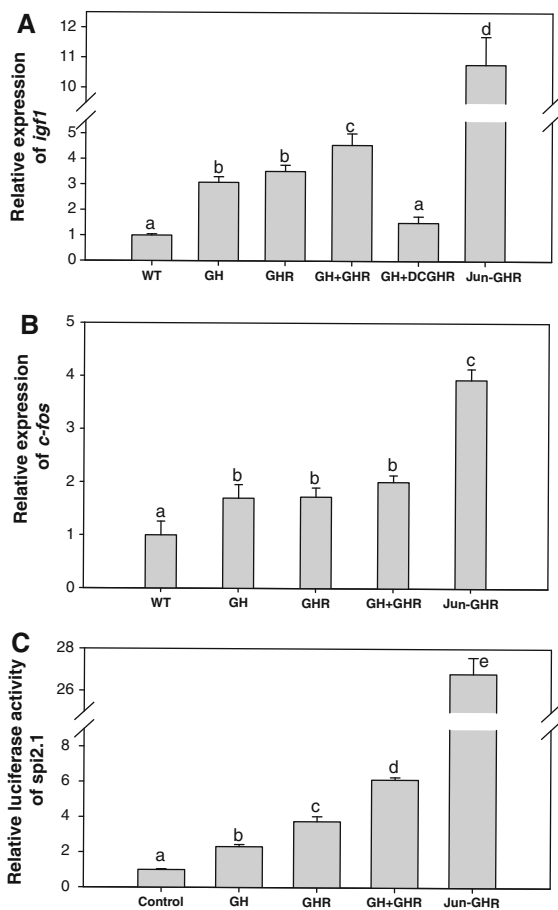 A
Relative expression
of igf1
12
11
10
5
4
3
2
1
0
a
b
b
c
a
d
WT GH GHR GH+GHR GH+DCGHR Jun-GHR
B
Relative expression
of c-fos
5
4
3
2
1
0
a
b
b
b
c
WT GH GHR GH+GHR Jun-GHR
C
Relative luciferase activity
of spi2.1
28
26
8
6
4
2
0
a
b
c
d
e
Control GH GHR GH+GHR Jun-GHR